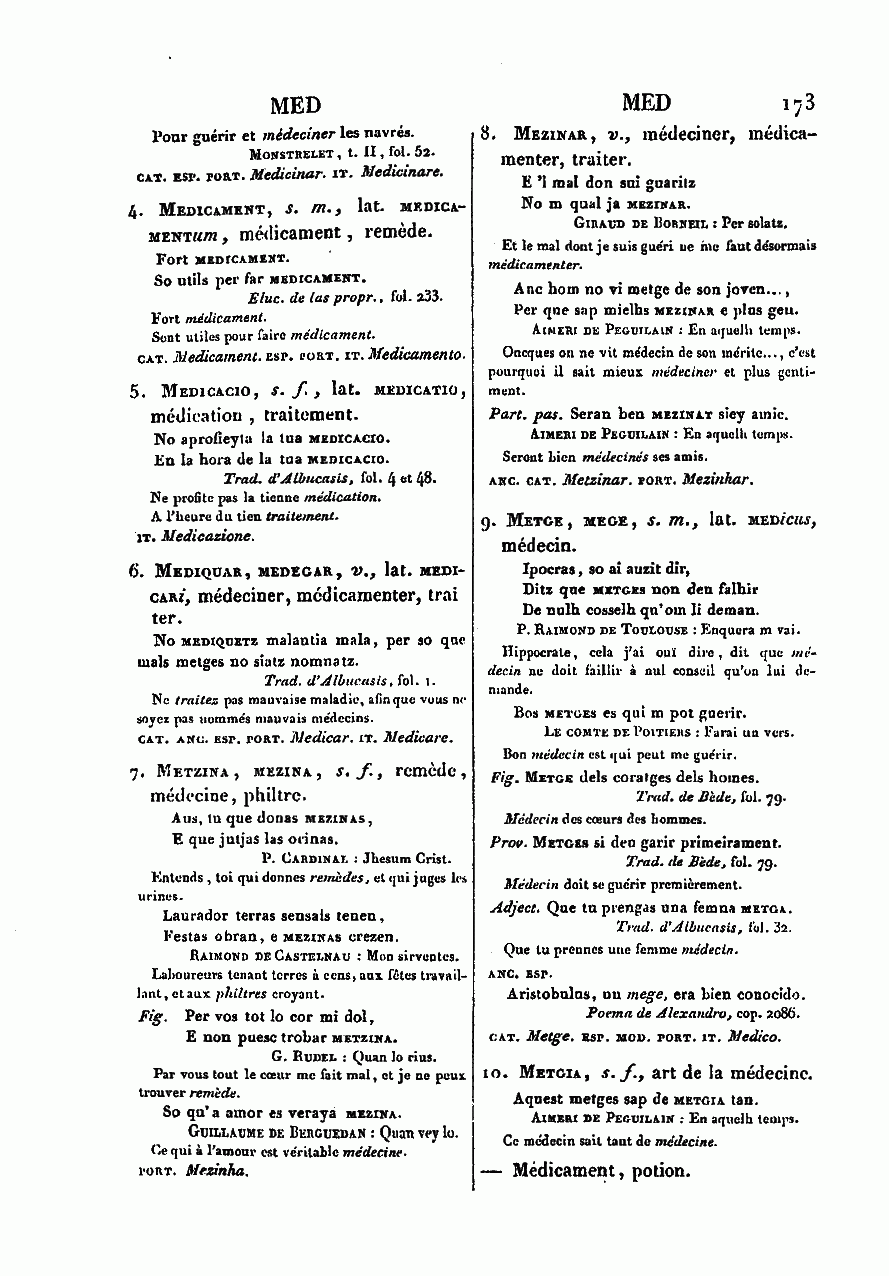 MED
MED 173
Pour guérir et médeciner les navrés.
MONSTRELET, t. II, fol. 52.
CAT. ESP. PORT. Medicinar. IT. Medicinare.
4. MEDICAMENT, s. m., lat. MEDICA-
MENTum, médicament, remède.
Fort MEDICAMENT.
So utils per far MEDICAMENT.
Eluc. de las propr., fol. 233.
Fort médicament.
Sont utiles pour faire médicament.
CAT. Medicament. ESP. PORT. IT. Medicamento.
5. MEDICACIO, s. f., lat. MEDICATIO,
médication, traitement.
No aprofieyta la tua MEDICACIO.
En la hora de la tua MEDICACIO.
Trad. d'Albucasis, fol. 4 et 48.
Ne profite pas la tienne médication.
A l'heure du tien traitement.
IT. Medicazione.
6. MEDIQUAR, MEDEGAR, v., lat. MEDI-
CARi, médeciner, médicamenter, trai
ter.
No MEDIQUETZ malantia mala, per so que
mals metges no siatz nomnatz.
Trad. d'Albucasis, fol. 1.
Ne traitez pas mauvaise maladie, afin que vous ne
soyez pas nommés mauvais médecins.
CAT. ANC. ESP. PORT. Medicar. IT. Medicare.
7. METZINA, MEZINA, s. f., remède,
médecine, philtre.
Aus, tu que donas MEZINAS,
E que jutjas las orinas.
P. CARDINAL : Jhesum Crist.
Entends, toi qui donnes remèdes, et qui juges les
urines.
Laurador terras sensals tenen,
Festas obran, e MEZINAS crezen.
RAIMOND DE CASTELNAU : Mon sirventes.
Laboureurs tenant terres à cens, aux fêtes travail-
lant, et aux philtres croyant.
Fig. Per vos tot lo cor mi dol,
E non puesc trobar METZINA.
G. RUDEL : Quan lo rius.
Par vous tout le cœur me fait mal, et je ne peux
trouver remède.
So qu'a amor es veraya MEZINA.
GUILLAUME DE BERGUEDAN : Quan vey lo.
Ce qui à l'amour est véritable médecine.
PORT. Mezinha.
8. MEZINAR, v., médeciner, médica-
menter, traiter.
E 'l mal don sui guaritz
No m qual ja MEZINAR.
GIRAUD DE BORNEIL : Per solatz.
Et le mal dont je suis guéri ne me faut désormais
médicamenter.
Anc hom no vi metge de son joven...,
Per que sap mielhs MEZINAR e plus gen.
AIMERI DE PEGUILAIN : En aquelh temps.
Oncques on ne vit médecin de son mérite..., c'est
pourquoi il sait mieux médeciner et plus genti-
ment.
Part. pas. Seran ben MEZINAT siey amic.
AIMERI DE PEGUILAIN : En aquelh temps.
Seront bien médecinés ses amis.
ANC. CAT. Metzinar. PORT. Mezinhar.
9. METGE, MEGE, s. m., lat. MEDicus,
médecin.
Ipocras, so ai auzit dir,
Ditz que METGES non den falhir
De nulh cosselh qu'om li deman.
P. RAIMOND DE TOULOUSE : Enquera m vai.
Hippocrate, cela j'ai ouï dire, dit que mé-
decin ne doit faillir à nul conseil qu'on lui de-
mande.
Bos METGES es qui m pot guerir.
LE COMTE DE POITIERS : Farai un vers.
Bon médecin est qui peut me guérir.
Fig. METGE dels coratges dels homes.
Trad. de Bède, fol. 79.
Médecin des cœurs des hommes.
Prov. METGES si den garir primeirament.
Trad. de Bède, fol. 79.
Médecin doit se guérir premièrement.
Adject. Que tu prengas una femna METGA.
Trad. d'Albucasis, fol. 32.
Que tu prennes une femme médecin.
ANC. ESP.
Aristobulus, un mege, era bien conocido.
Poema de Alexandro, cop. 2086.
CAT. Metge. ESP. MOD. PORT. IT. Medico.
10. METGIA, s. f., art de la médecine.
Aquest metges sap de METGIA tan.
AIMERI DE PEGUILAIN : En aquelh temps.
Ce médecin sait tant de médecine.
— Médicament, potion.